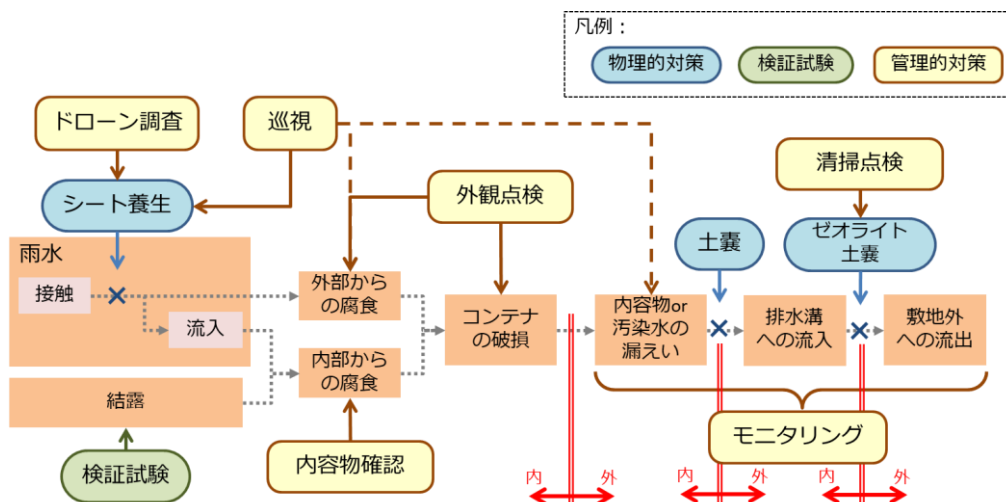 凡例：
物理的対策
検証試験
管理的対策
ドローン調査
巡視
清掃点検
外観点検
シート養生
土嚢
ゼオライト
土嚢
雨水
接触
流入
外部から
の腐食
内部から
の腐食
コンテナ
の破損
内容物or
汚染水の
漏えい
排水溝
への流入
敷地外
への流出
結露
検証試験
内容物確認
モニタリング
内
外
内
外
内
外